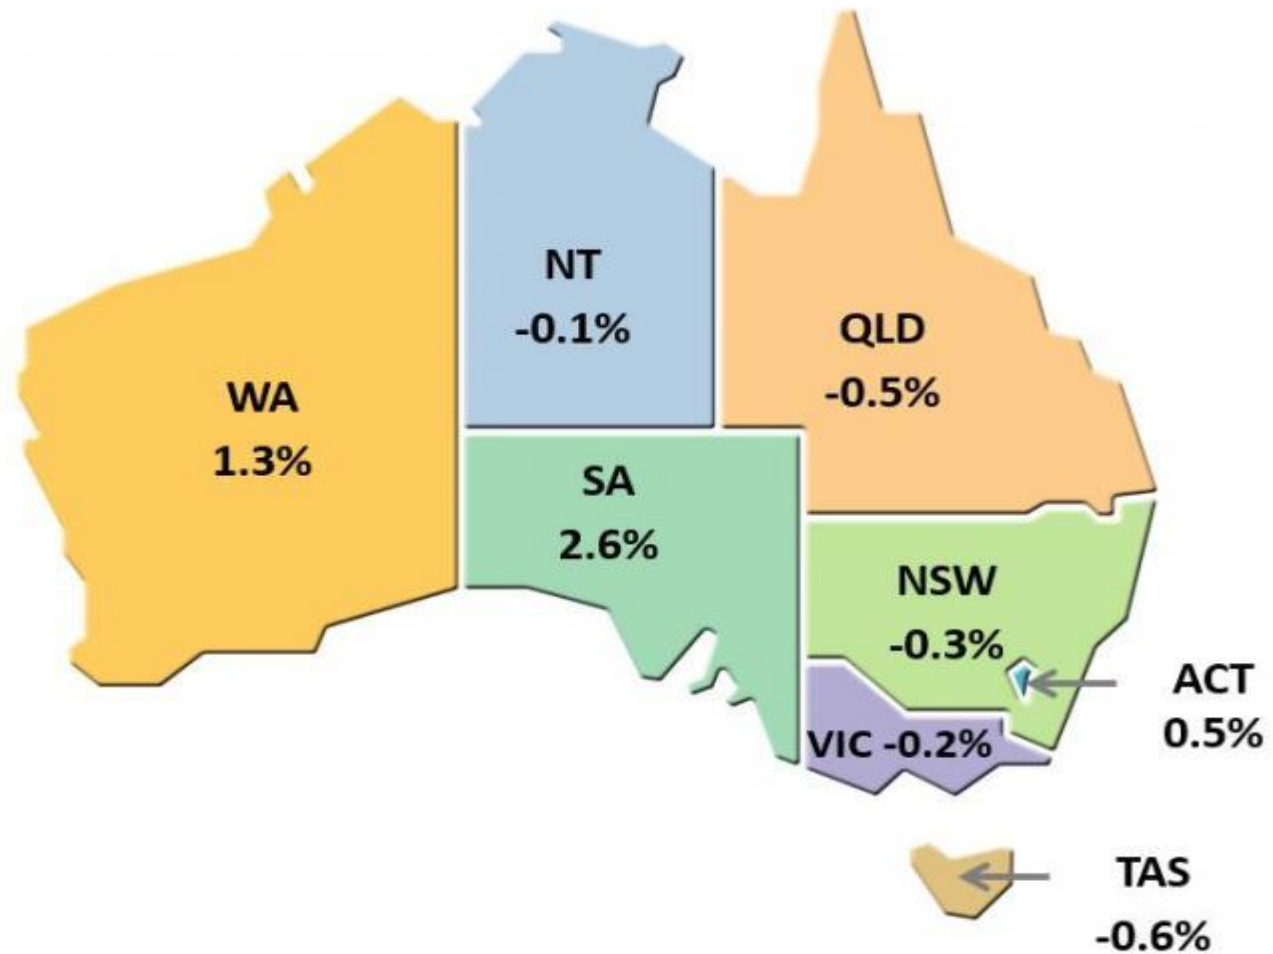 NT
-0.1%
QLD
-0.5%
WA
1.3%
SA
2.6%
NSW
-0.3%
ACT
0.5%
VIC -0.2%
TAS
-0.6%